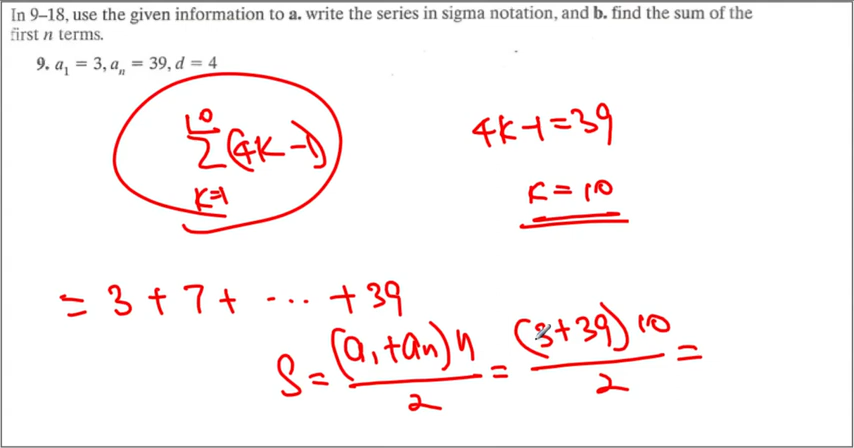 In 9–18, use the given information to a. write the series in sigma notation, and b. find the sum of the
first n terms.
9. a₁ = 3, aₙ = 39, d = 4
10
Σ (4K-1)
K=1
4K-1=39
K = 10
= 3 + 7 + ... + 39
S = (a₁+aₙ)n / 2 = (3+39)10 / 2 =